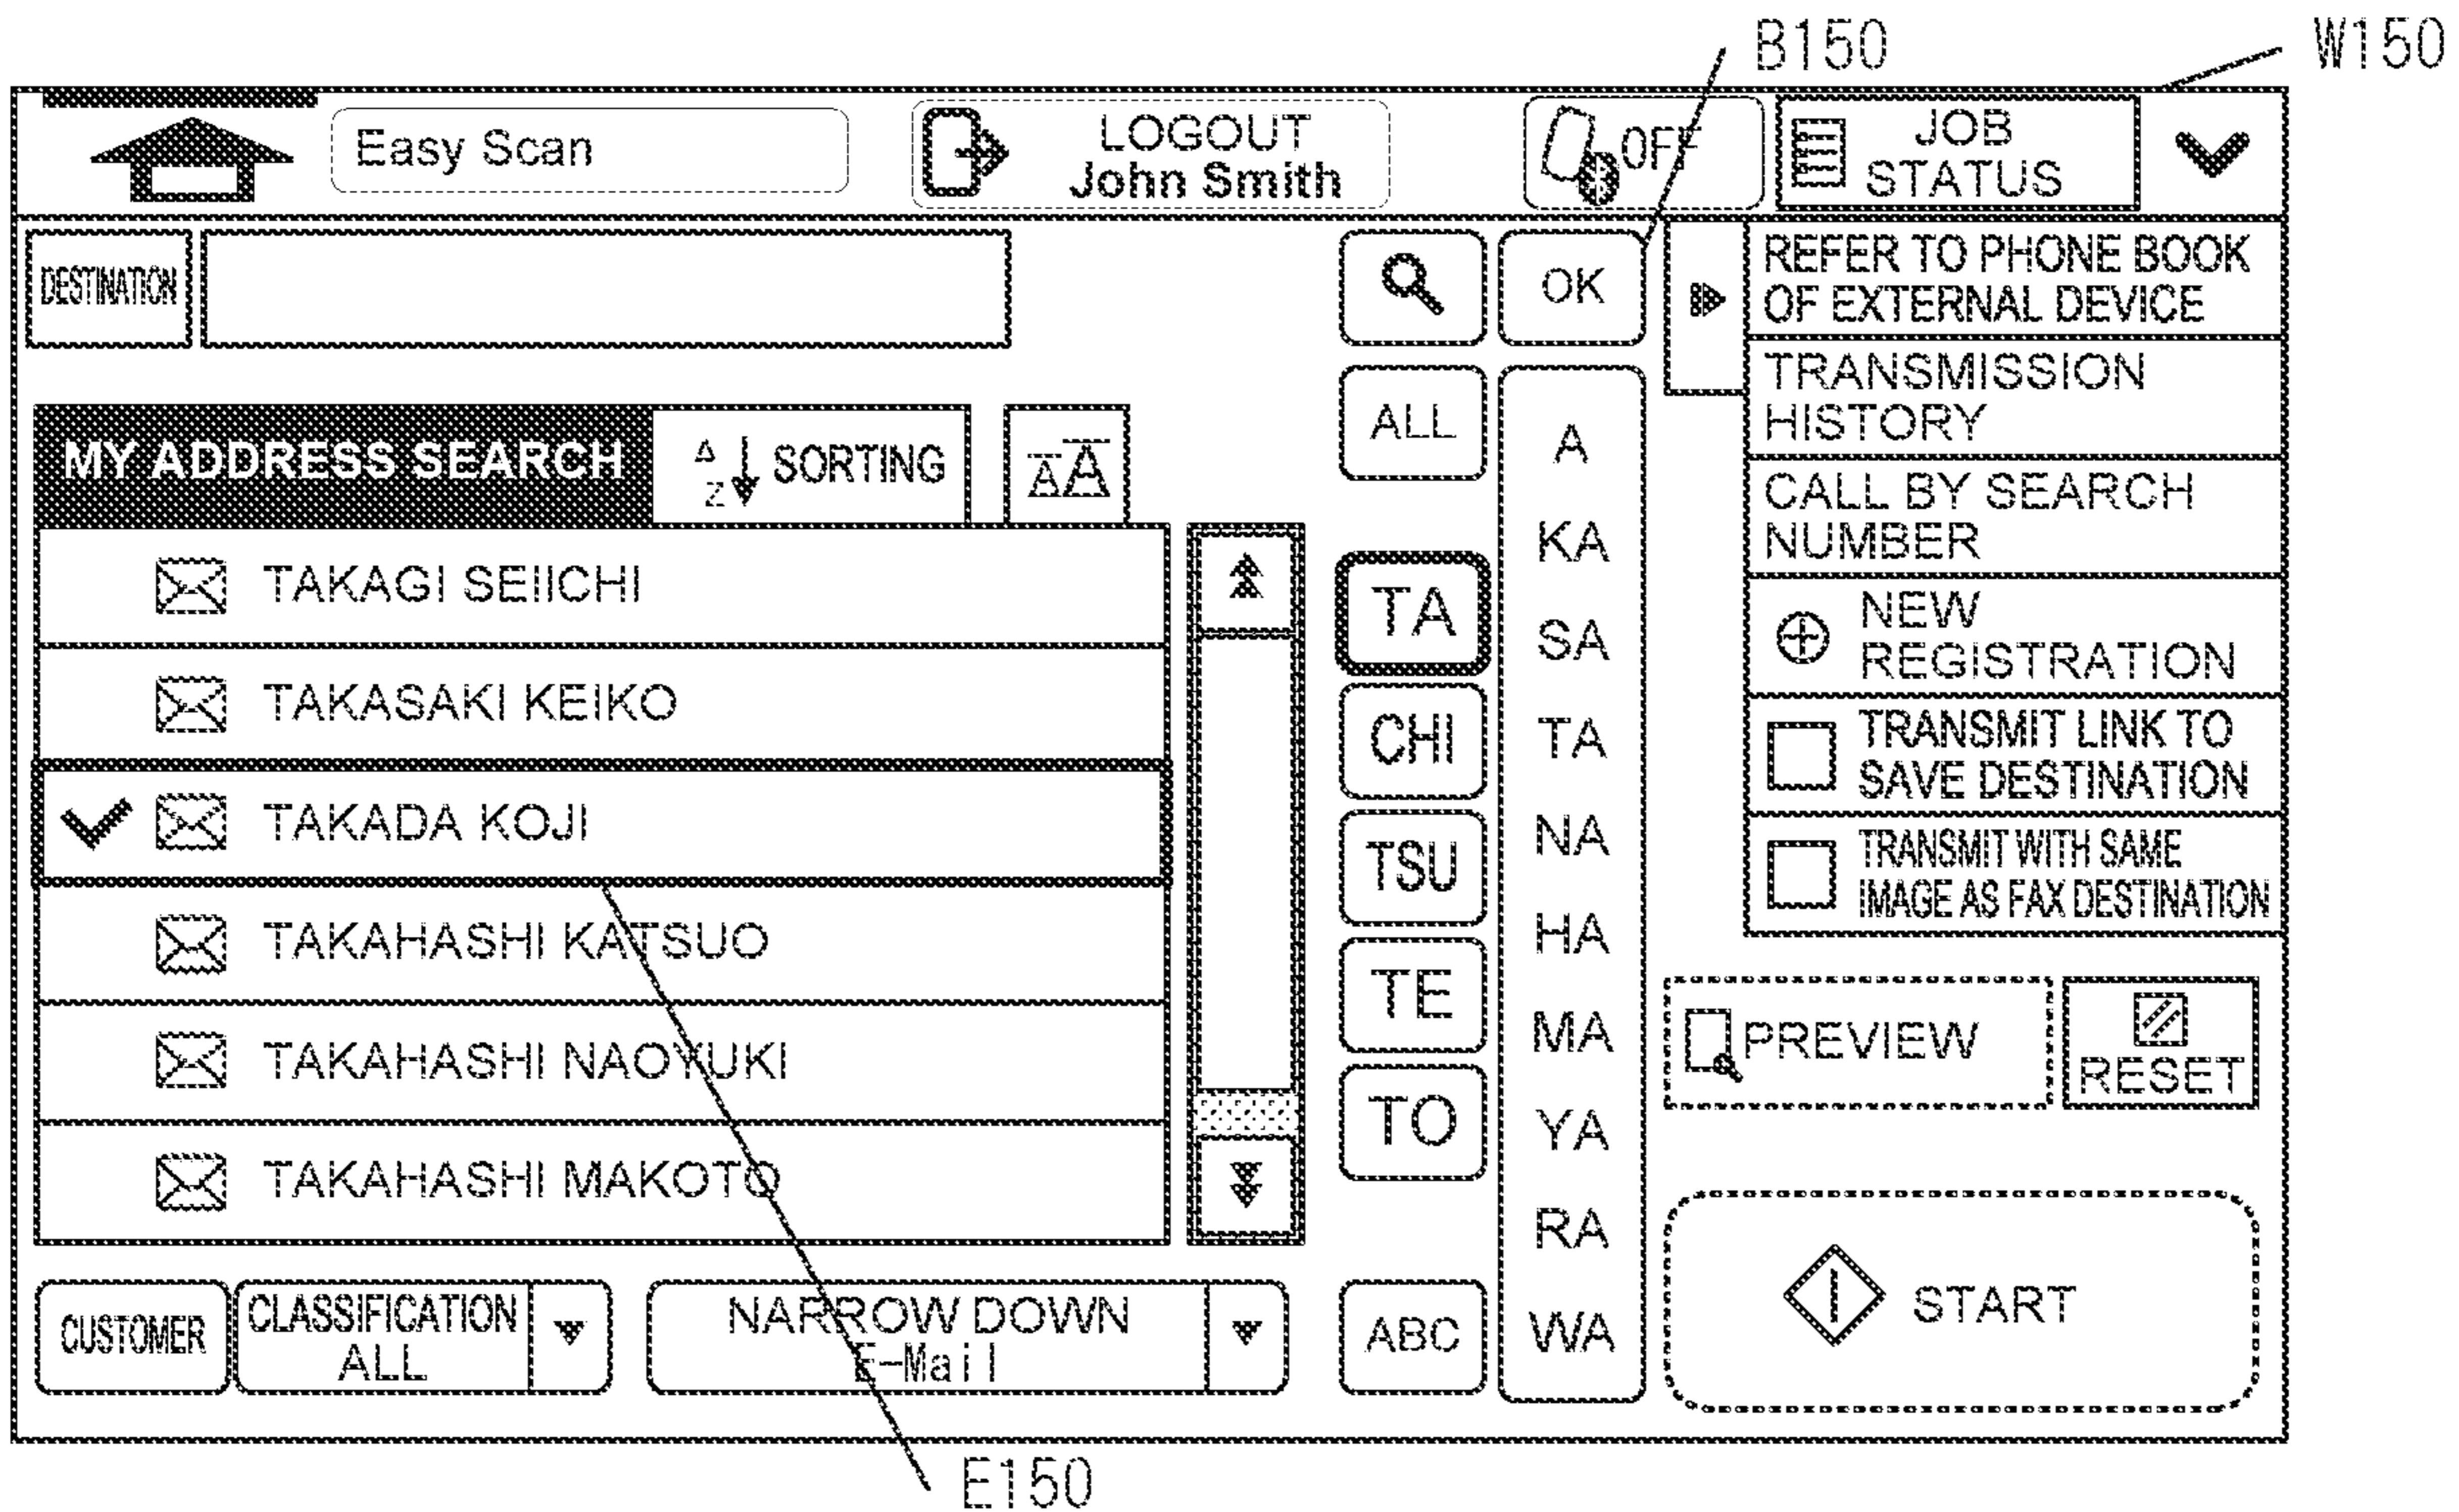 B150
W150
Easy Scan
LOGOUT
John Smith
OFF
JOB
STATUS
DESTINATION
OK
REFER TO PHONE BOOK
OF EXTERNAL DEVICE
ALL
TRANSMISSION
HISTORY
MY ADDRESS SEARCH
A
Z
SORTING
AA
CALL BY SEARCH
NUMBER
TAKAGI SEIICHI
TAKASAKI KEIKO
TAKADA KOJI
TAKAHASHI KATSUO
TAKAHASHI NAOYUKI
TAKAHASHI MAKOTO
TA
CHI
TSU
TE
TO
A
KA
SA
TA
NA
HA
MA
YA
RA
WA
NEW
REGISTRATION
TRANSMIT LINK TO
SAVE DESTINATION
TRANSMIT WITH SAME
IMAGE AS FAX DESTINATION
PREVIEW
RESET
CUSTOMER
CLASSIFICATION
ALL
NARROW DOWN
E-Mail
ABC
START
E150